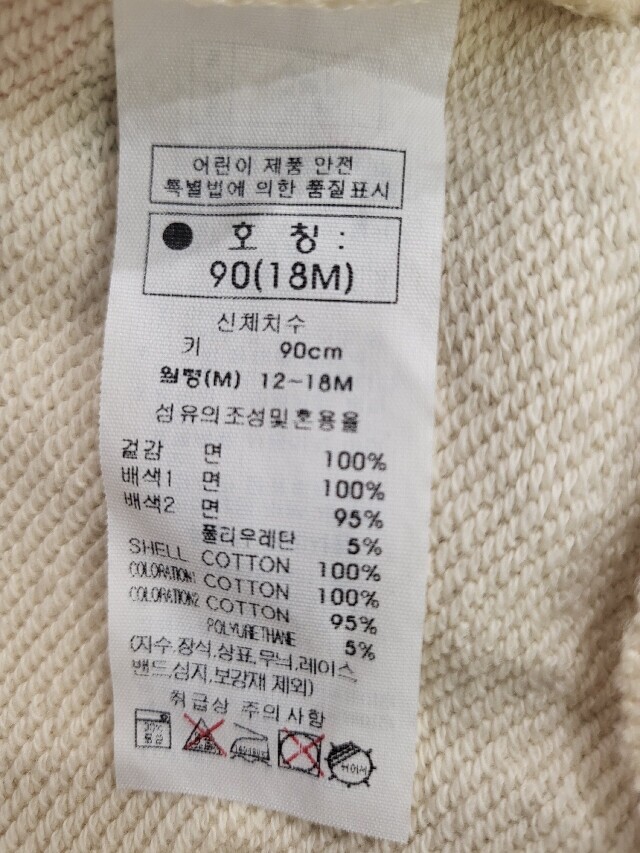 어린이 제품 안전
특별법에 의한 품질표시
● 호 칭 :
90(18M)
신체치수
키 90cm
월령(M) 12~18M
섬유의조성및혼용율
겉감 면 100%
배색1 면 100%
배색2 면 95%
폴리우레탄 5%
SHELL COTTON 100%
COLORATION1 COTTON 100%
COLORATION2 COTTON 95%
POLYURETHANE 5%
(자수,장식,상표,무늬,레이스
밴드,심지,보강재 제외)
취급상 주의사항